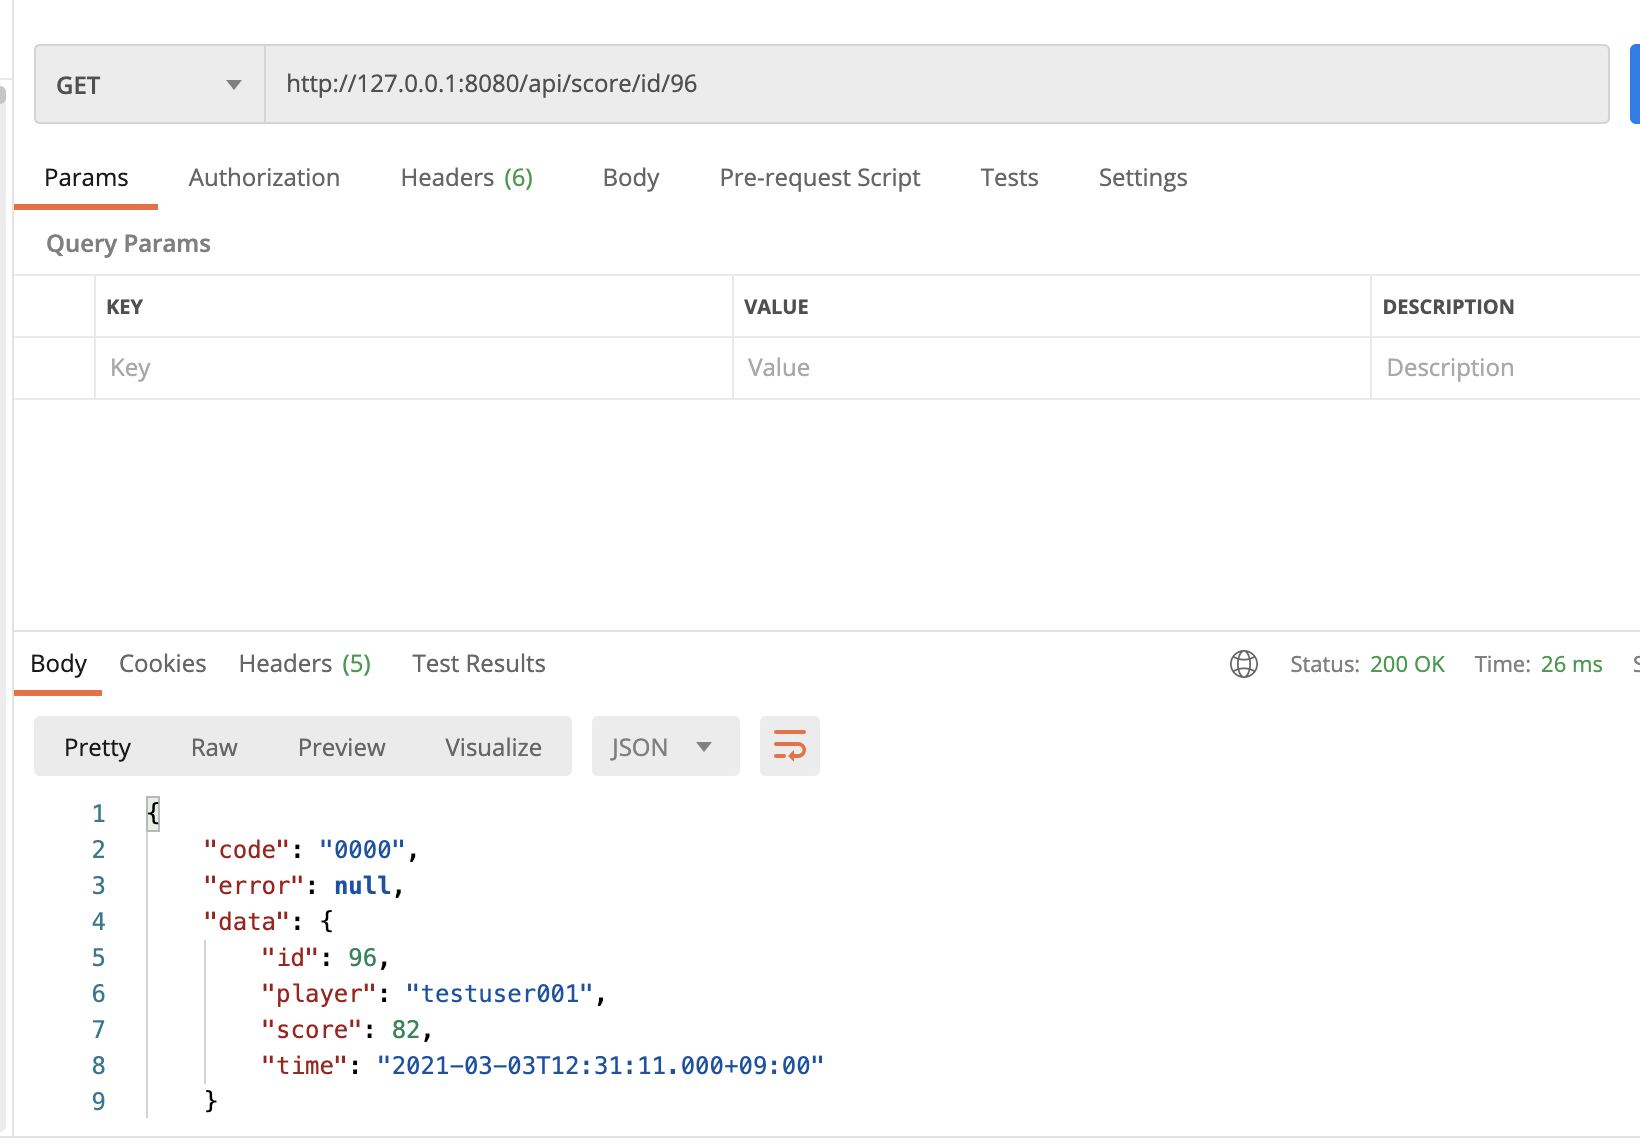 GET http://127.0.0.1:8080/api/score/id/96
Params Authorization Headers (6) Body Pre-request Script Tests Settings
Query Params
KEY VALUE DESCRIPTION
Key Value Description
Body Cookies Headers (5) Test Results Status: 200 OK Time: 26 ms
Pretty Raw Preview Visualize JSON
1 {
2 "code": "0000",
3 "error": null,
4 "data": {
5 "id": 96,
6 "player": "testuser001",
7 "score": 82,
8 "time": "2021-03-03T12:31:11.000+09:00"
9 }